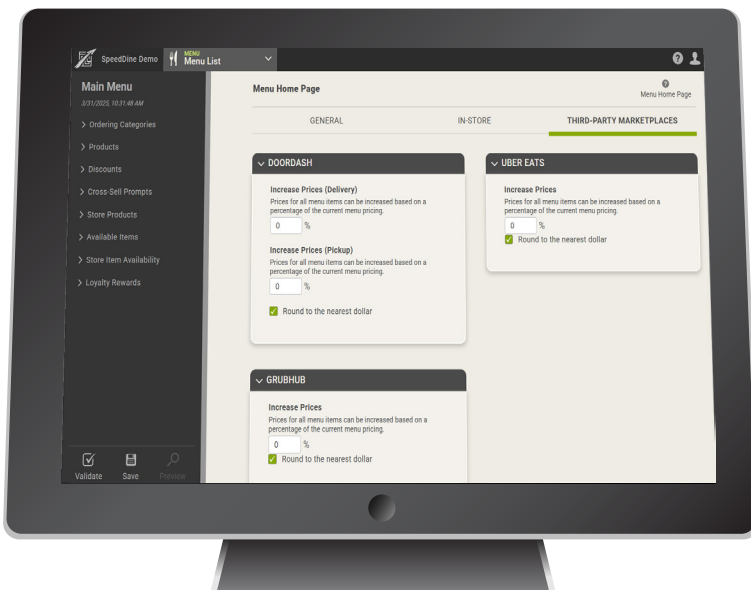 SpeedDine Demo
MENU
Menu List
Main Menu
3/31/2025, 10:31:48 AM
Ordering Categories
Products
Discounts
Cross-Sell Prompts
Store Products
Available Items
Store Item Availability
Loyalty Rewards
Validate
Save
Preview
Menu Home Page
Menu Home Page
GENERAL
IN-STORE
THIRD-PARTY MARKETPLACES
DOORDASH
Increase Prices (Delivery)
Prices for all menu items can be increased based on a
percentage of the current menu pricing.
0 %
Increase Prices (Pickup)
Prices for all menu items can be increased based on a
percentage of the current menu pricing.
0 %
Round to the nearest dollar
UBER EATS
Increase Prices
Prices for all menu items can be increased based on a
percentage of the current menu pricing.
0 %
Round to the nearest dollar
GRUBHUB
Increase Prices
Prices for all menu items can be increased based on a
percentage of the current menu pricing.
0 %
Round to the nearest dollar